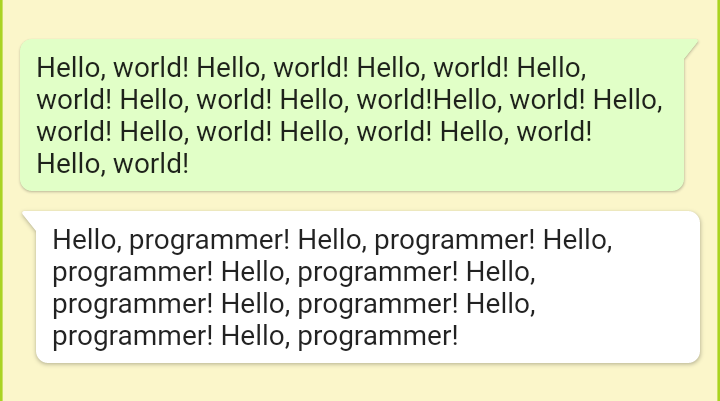 Hello, world! Hello, world! Hello, world! Hello,
world! Hello, world! Hello, world!Hello, world! Hello,
world! Hello, world! Hello, world! Hello, world!
Hello, world!
Hello, programmer! Hello, programmer! Hello,
programmer! Hello, programmer! Hello,
programmer! Hello, programmer! Hello,
programmer! Hello, programmer!